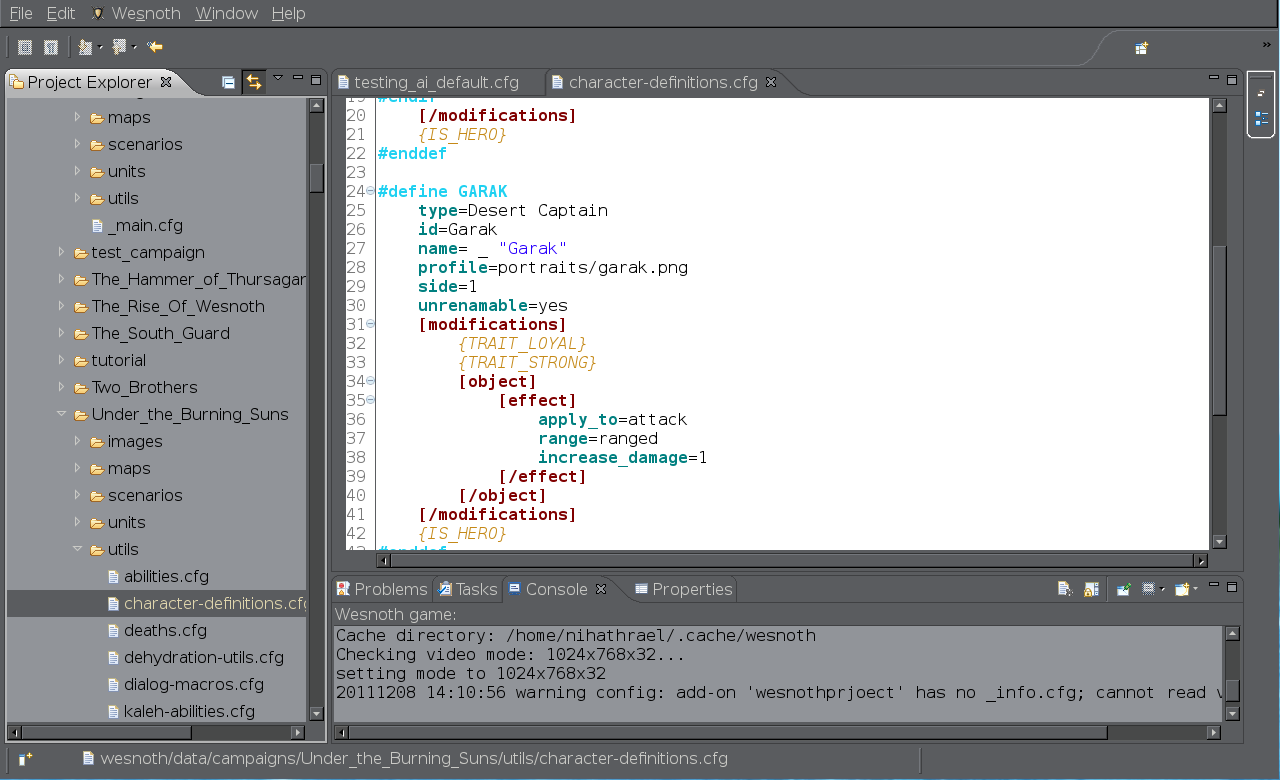 File Edit Wesnoth Window Help
Project Explorer
maps
scenarios
units
utils
_main.cfg
test_campaign
The_Hammer_of_Thursagan
The_Rise_Of_Wesnoth
The_South_Guard
tutorial
Two_Brothers
Under_the_Burning_Suns
images
maps
scenarios
units
utils
abilities.cfg
character-definitions.cfg
deaths.cfg
dehydration-utils.cfg
dialog-macros.cfg
kaleh-abilities.cfg
testing_ai_default.cfg character-definitions.cfg
19 #endif
20 [/modifications]
21 {IS_HERO}
22 #enddef
23
24 #define GARAK
25 type=Desert Captain
26 id=Garak
27 name= _ "Garak"
28 profile=portraits/garak.png
29 side=1
30 unrenamable=yes
31 [modifications]
32 {TRAIT_LOYAL}
33 {TRAIT_STRONG}
34 [object]
35 [effect]
36 apply_to=attack
37 range=ranged
38 increase_damage=1
39 [/effect]
40 [/object]
41 [/modifications]
42 {IS_HERO}
43 #enddef
Problems Tasks Console Properties
Wesnoth game:
Cache directory: /home/nihathrael/.cache/wesnoth
Checking video mode: 1024x768x32...
setting mode to 1024x768x32
20111208 14:10:56 warning config: add-on 'wesnothprjoect' has no _info.cfg; cannot read v
wesnoth/data/campaigns/Under_the_Burning_Suns/utils/character-definitions.cfg